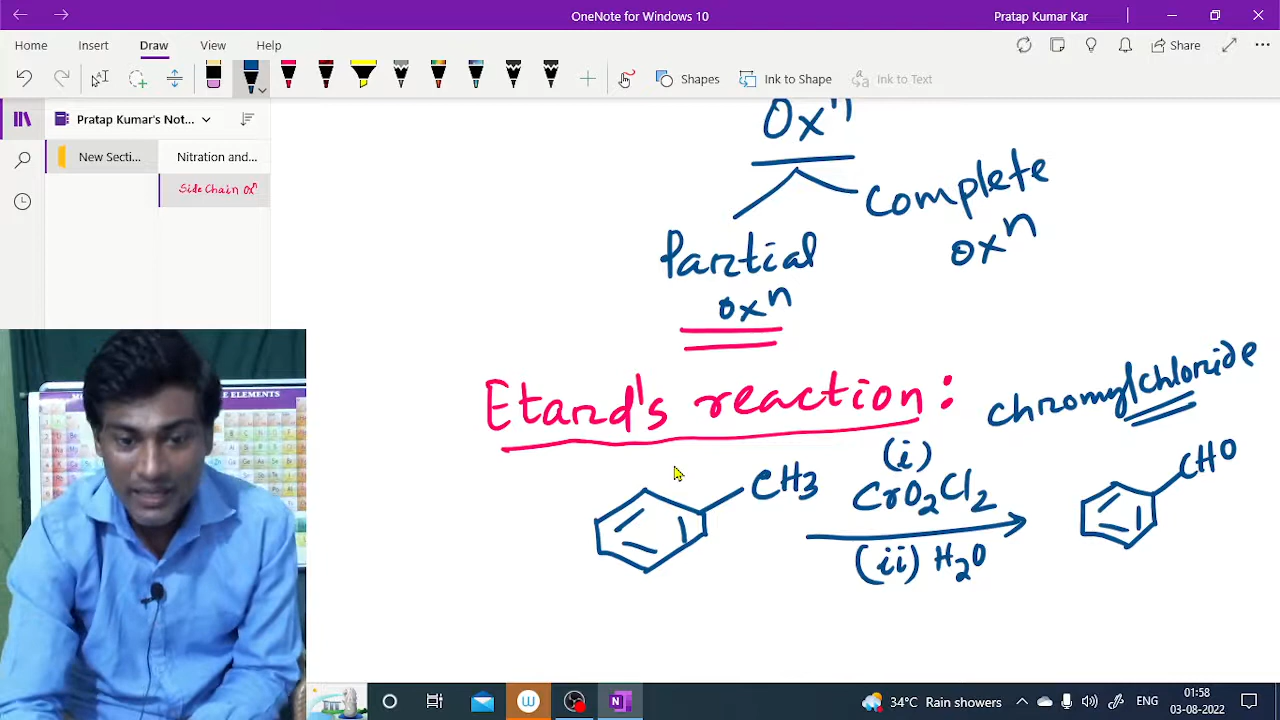 OneNote for Windows 10
Pratap Kumar Kar
Home Insert Draw View Help
Share
Shapes
Ink to Shape
Ink to Text
Pratap Kumar's Not...
New Secti...
Nitration and...
Side Chain Oxⁿ
Oxⁿ
Partial
oxⁿ
Complete
oxⁿ
ELEMENTS
Etard's reaction:
chromylchloride
CH3
(i)
CrO₂Cl₂
(ii) H₂O
CHO
34°C Rain showers
ENG
01:58
03-08-2022